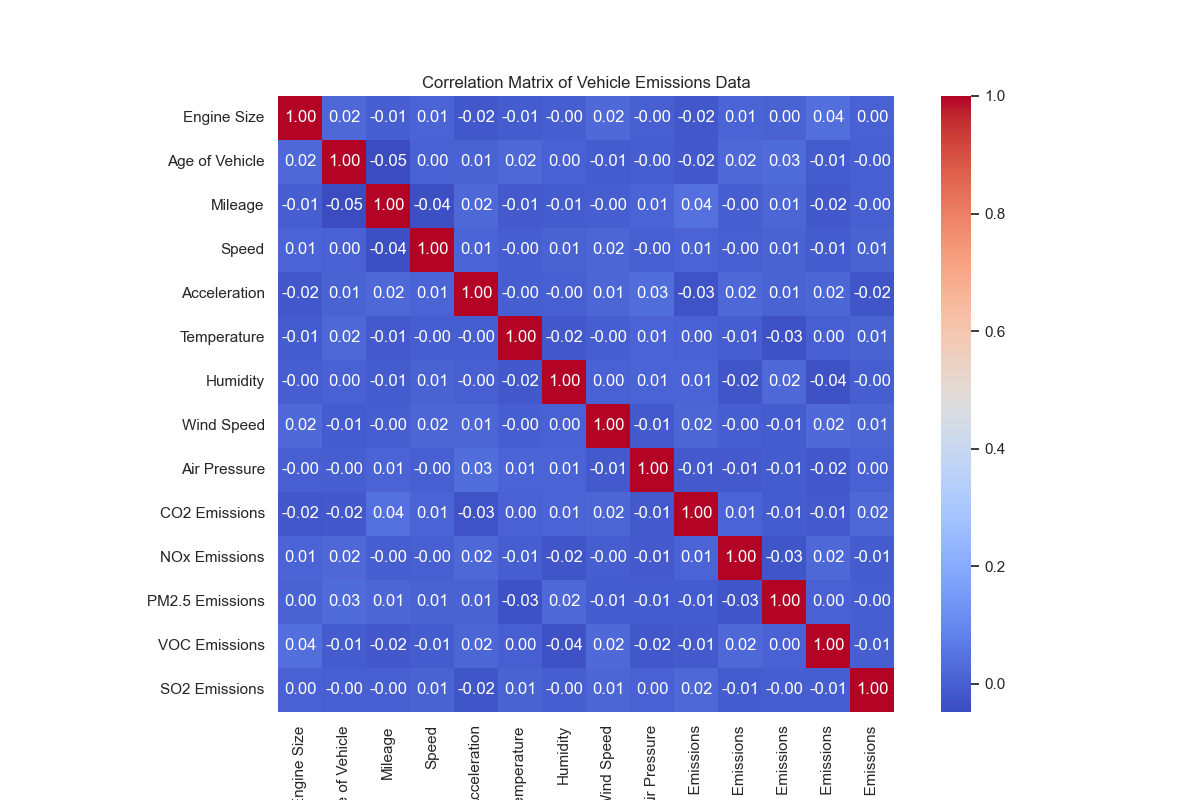 Correlation Matrix of Vehicle Emissions Data
Engine Size 1.00 0.02 -0.01 0.01 -0.02 -0.01 -0.00 0.02 -0.00 -0.02 0.01 0.00 0.04 0.00
Age of Vehicle 0.02 1.00 -0.05 0.00 0.01 0.02 0.00 -0.01 -0.00 -0.02 0.02 0.03 -0.01 -0.00
Mileage -0.01 -0.05 1.00 -0.04 0.02 -0.01 -0.01 -0.00 0.01 0.04 -0.00 0.01 -0.02 -0.00
Speed 0.01 0.00 -0.04 1.00 0.01 -0.00 0.01 0.02 -0.00 0.01 -0.00 0.01 -0.01 0.01
Acceleration -0.02 0.01 0.02 0.01 1.00 -0.00 -0.00 0.01 0.03 -0.03 0.02 0.01 0.02 -0.02
Temperature -0.01 0.02 -0.01 -0.00 -0.00 1.00 -0.02 -0.00 0.01 0.00 -0.01 -0.03 0.00 0.01
Humidity -0.00 0.00 -0.01 0.01 -0.00 -0.02 1.00 0.00 0.01 0.01 -0.02 0.02 -0.04 -0.00
Wind Speed 0.02 -0.01 -0.00 0.02 0.01 -0.00 0.00 1.00 -0.01 0.02 -0.00 -0.01 0.02 0.01
Air Pressure -0.00 -0.00 0.01 -0.00 0.03 0.01 0.01 -0.01 1.00 -0.01 -0.01 -0.01 -0.02 0.00
CO2 Emissions -0.02 -0.02 0.04 0.01 -0.03 0.00 0.01 0.02 -0.01 1.00 0.01 -0.01 -0.01 0.02
NOx Emissions 0.01 0.02 -0.00 -0.00 0.02 -0.01 -0.02 -0.00 -0.01 0.01 1.00 -0.03 0.02 -0.01
PM2.5 Emissions 0.00 0.03 0.01 0.01 0.01 -0.03 0.02 -0.01 -0.01 -0.01 -0.03 1.00 0.00 -0.00
VOC Emissions 0.04 -0.01 -0.02 -0.01 0.02 0.00 -0.04 0.02 -0.02 -0.01 0.02 0.00 1.00 -0.01
SO2 Emissions 0.00 -0.00 -0.00 0.01 -0.02 0.01 -0.00 0.01 0.00 0.02 -0.01 -0.00 -0.01 1.00
Size
of Vehicle
Mileage
Speed
Humidity
Speed
Pressure
Emissions
Emissions
Emissions
Emissions
Emissions
1.0
0.8
0.6
0.4
0.2
0.0